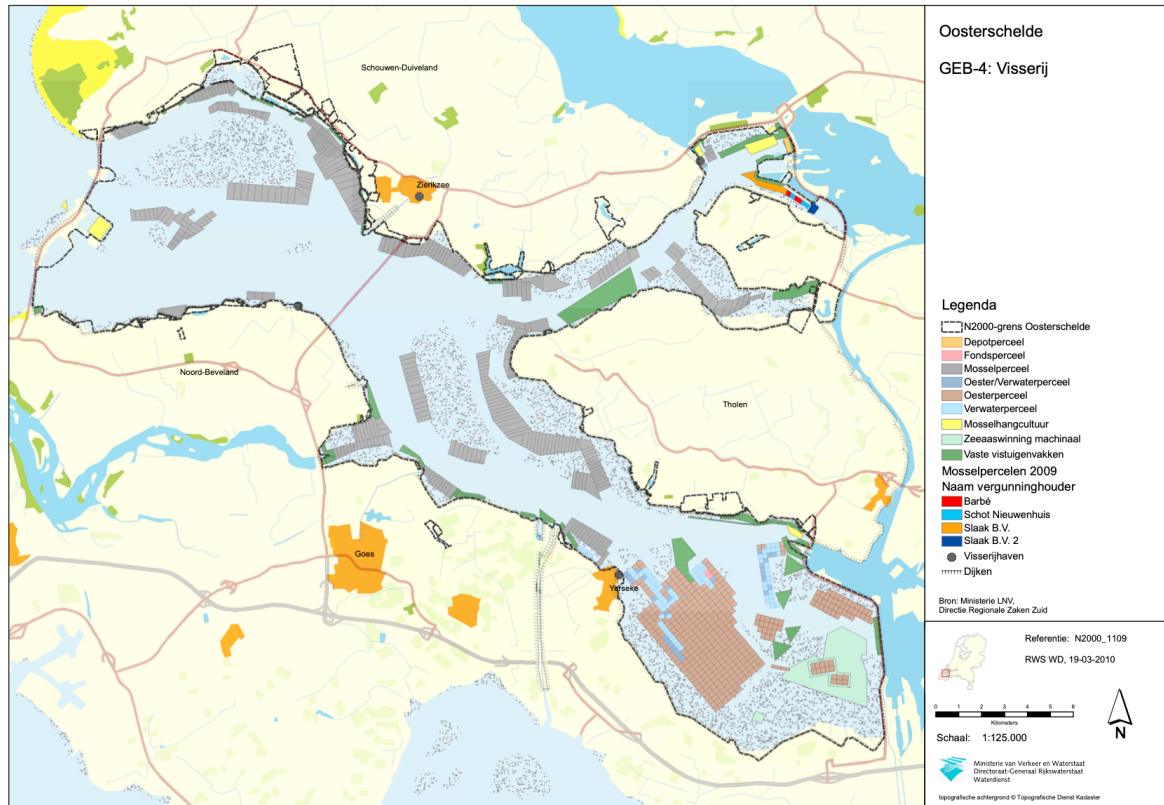 Oosterschelde
GEB-4: Visserij
Schouwen-Duiveland
Zierikzee
Noord-Beveland
Tholen
Goes
Yerseke
Legenda
N2000-grens Oosterschelde
Depotperceel
Fondsperceel
Mosselperceel
Oester/Verwaterperceel
Oesterperceel
Verwaterperceel
Mosselhangcultuur
Zeeaaswinning machinaal
Vaste vistuigenvakken
Mosselpercelen 2009
Naam vergunninghouder
Barbé
Schot Nieuwenhuis
Slaak B.V.
Slaak B.V. 2
Visserijhaven
Dijken
Bron: Ministerie LNV,
Directie Regionale Zaken Zuid
Referentie: N2000_1109
RWS WD, 19-03-2010
0 1 2 3 4 5 6
Kilometers
Schaal: 1:125.000
N
Ministerie van Verkeer en Waterstaat
Directoraat-Generaal Rijkswaterstaat
Waterdienst
topografische achtergrond © Topografische Dienst Kadaster